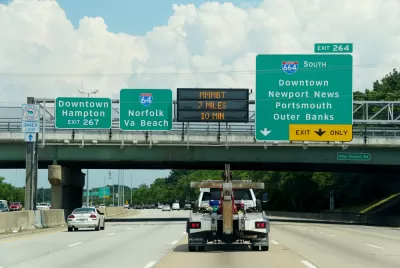 EXIT 264
664 SOUTH
Downtown
Newport News
Portsmouth
Outer Banks
EXIT ONLY
Downtown
Hampton
EXIT 267
64
Norfolk
Va Beach
MMMBT
7 MILES
10 MIN